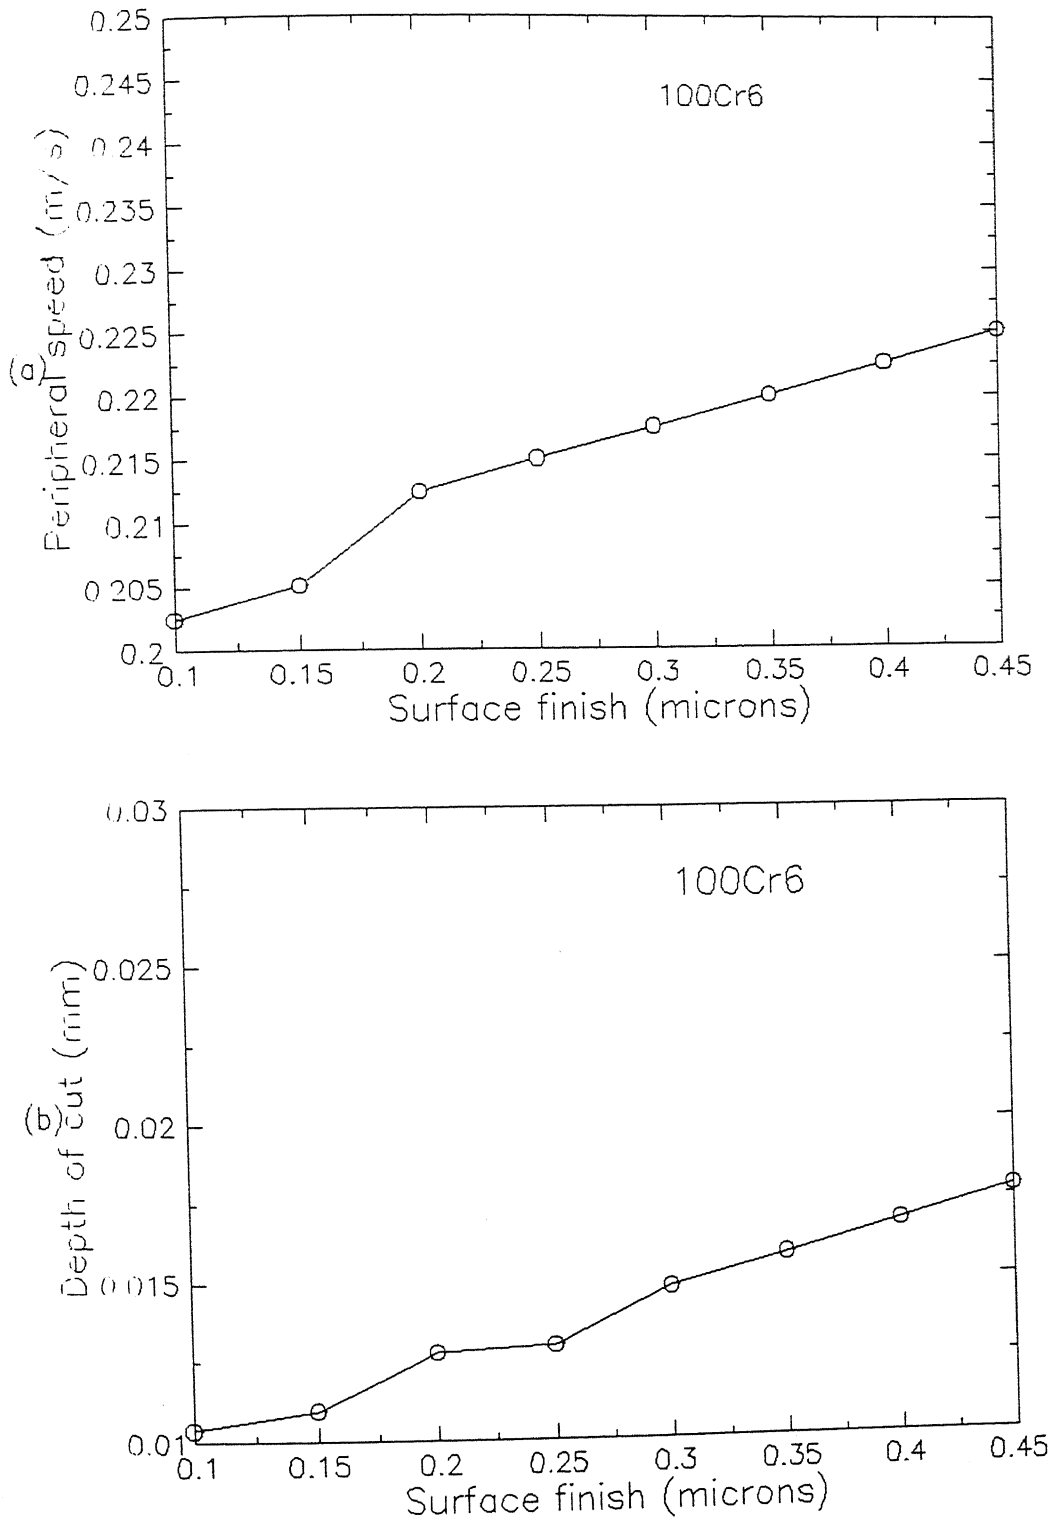 0.25
0.245
0.24
0.235
0.23
0.225
0.22
0.215
0.21
0.205
0.2
100Cr6
(a)
Peripheral speed (m/s)
0.1 0.15 0.2 0.25 0.3 0.35 0.4 0.45
Surface finish (microns)
0.03
0.025
0.02
0.015
0.01
100Cr6
(b)
Depth of cut (mm)
0.1 0.15 0.2 0.25 0.3 0.35 0.4 0.45
Surface finish (microns)